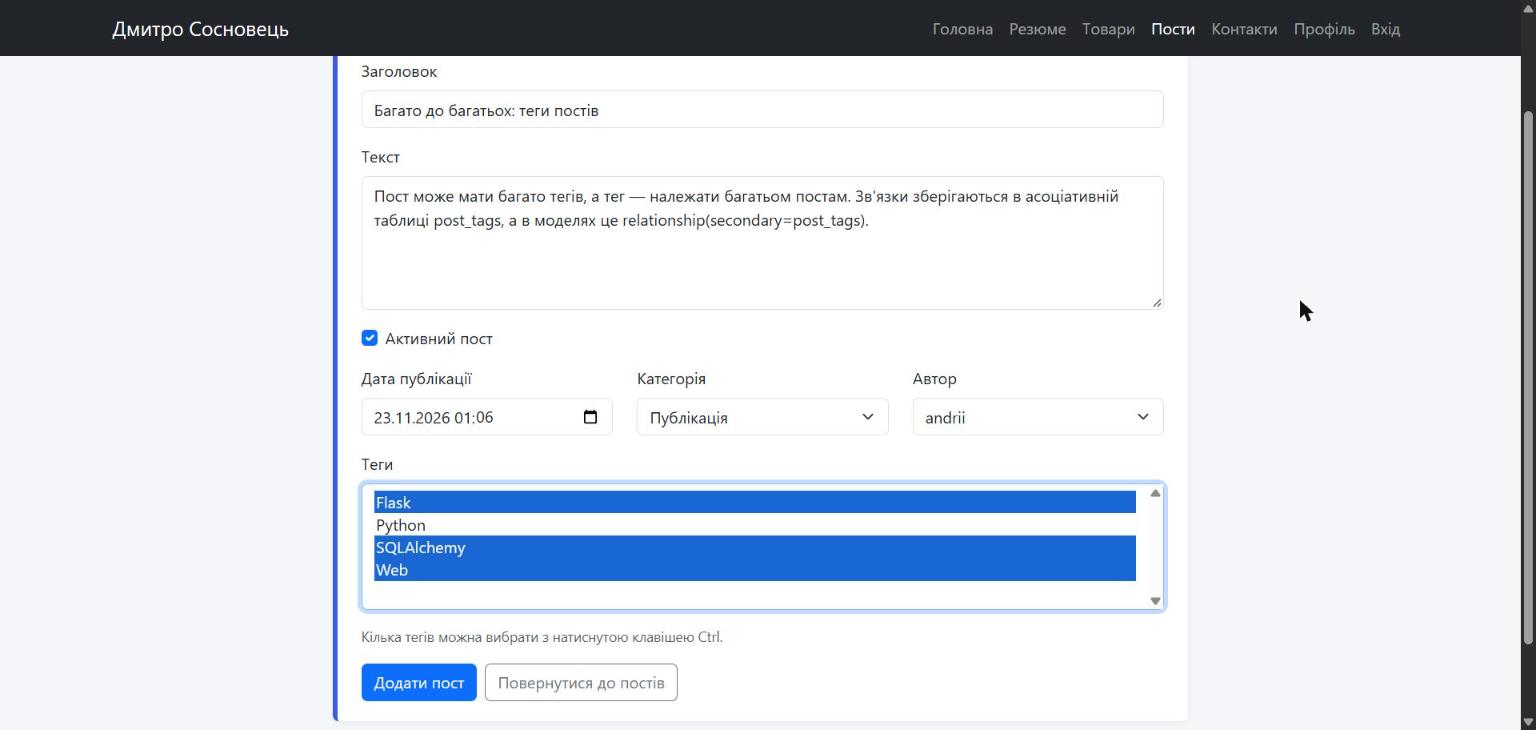 Дмитро Сосновець
Головна Резюме Товари Пости Контакти Профіль Вхід
Заголовок
Багато до багатьох: теги постів
Текст
Пост може мати багато тегів, а тег — належати багатьом постам. Зв'язки зберігаються в асоціативній
таблиці post_tags, а в моделях це relationship(secondary=post_tags).
Активний пост
Дата публікації Категорія Автор
23.11.2026 01:06 Публікація andrii
Теги
Flask
Python
SQLAlchemy
Web
Кілька тегів можна вибрати з натиснутою клавішею Ctrl.
Додати пост Повернутися до постів